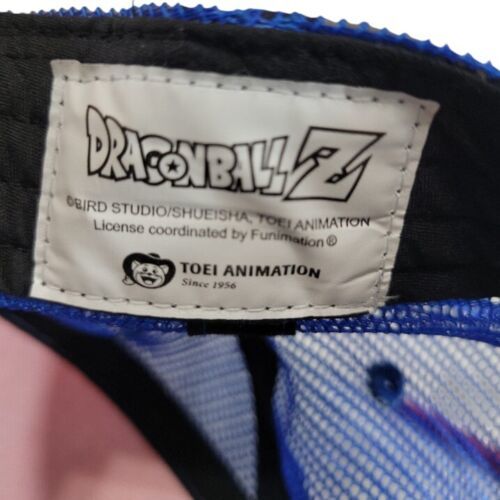 DRAGONBALL Z
©BIRD STUDIO/SHUEISHA, TOEI ANIMATION
License coordinated by Funimation®
TOEI ANIMATION
Since 1956